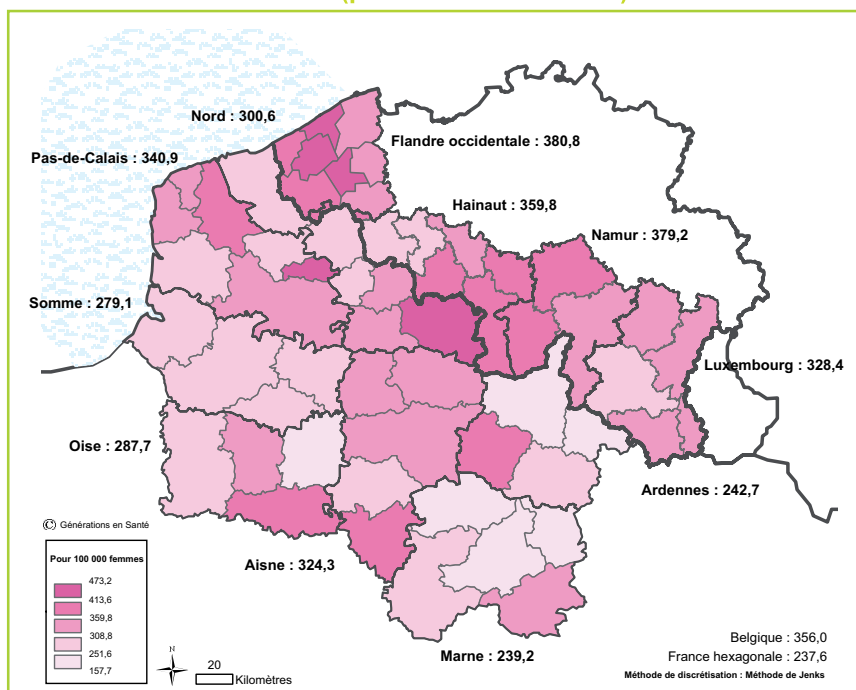 Nord : 300,6
Flandre occidentale : 380,8
Pas-de-Calais : 340,9
Hainaut : 359,8
Namur : 379,2
Somme : 279,1
Luxembourg : 328,4
Oise : 287,7
Ardennes : 242,7
© Générations en Santé
Pour 100 000 femmes
473,2
413,6
359,8
308,8
251,6
157,7
Aisne : 324,3
N
20
Kilomètres
Marne : 239,2
Belgique : 356,0
France hexagonale : 237,6
Méthode de discrétisation : Méthode de Jenks